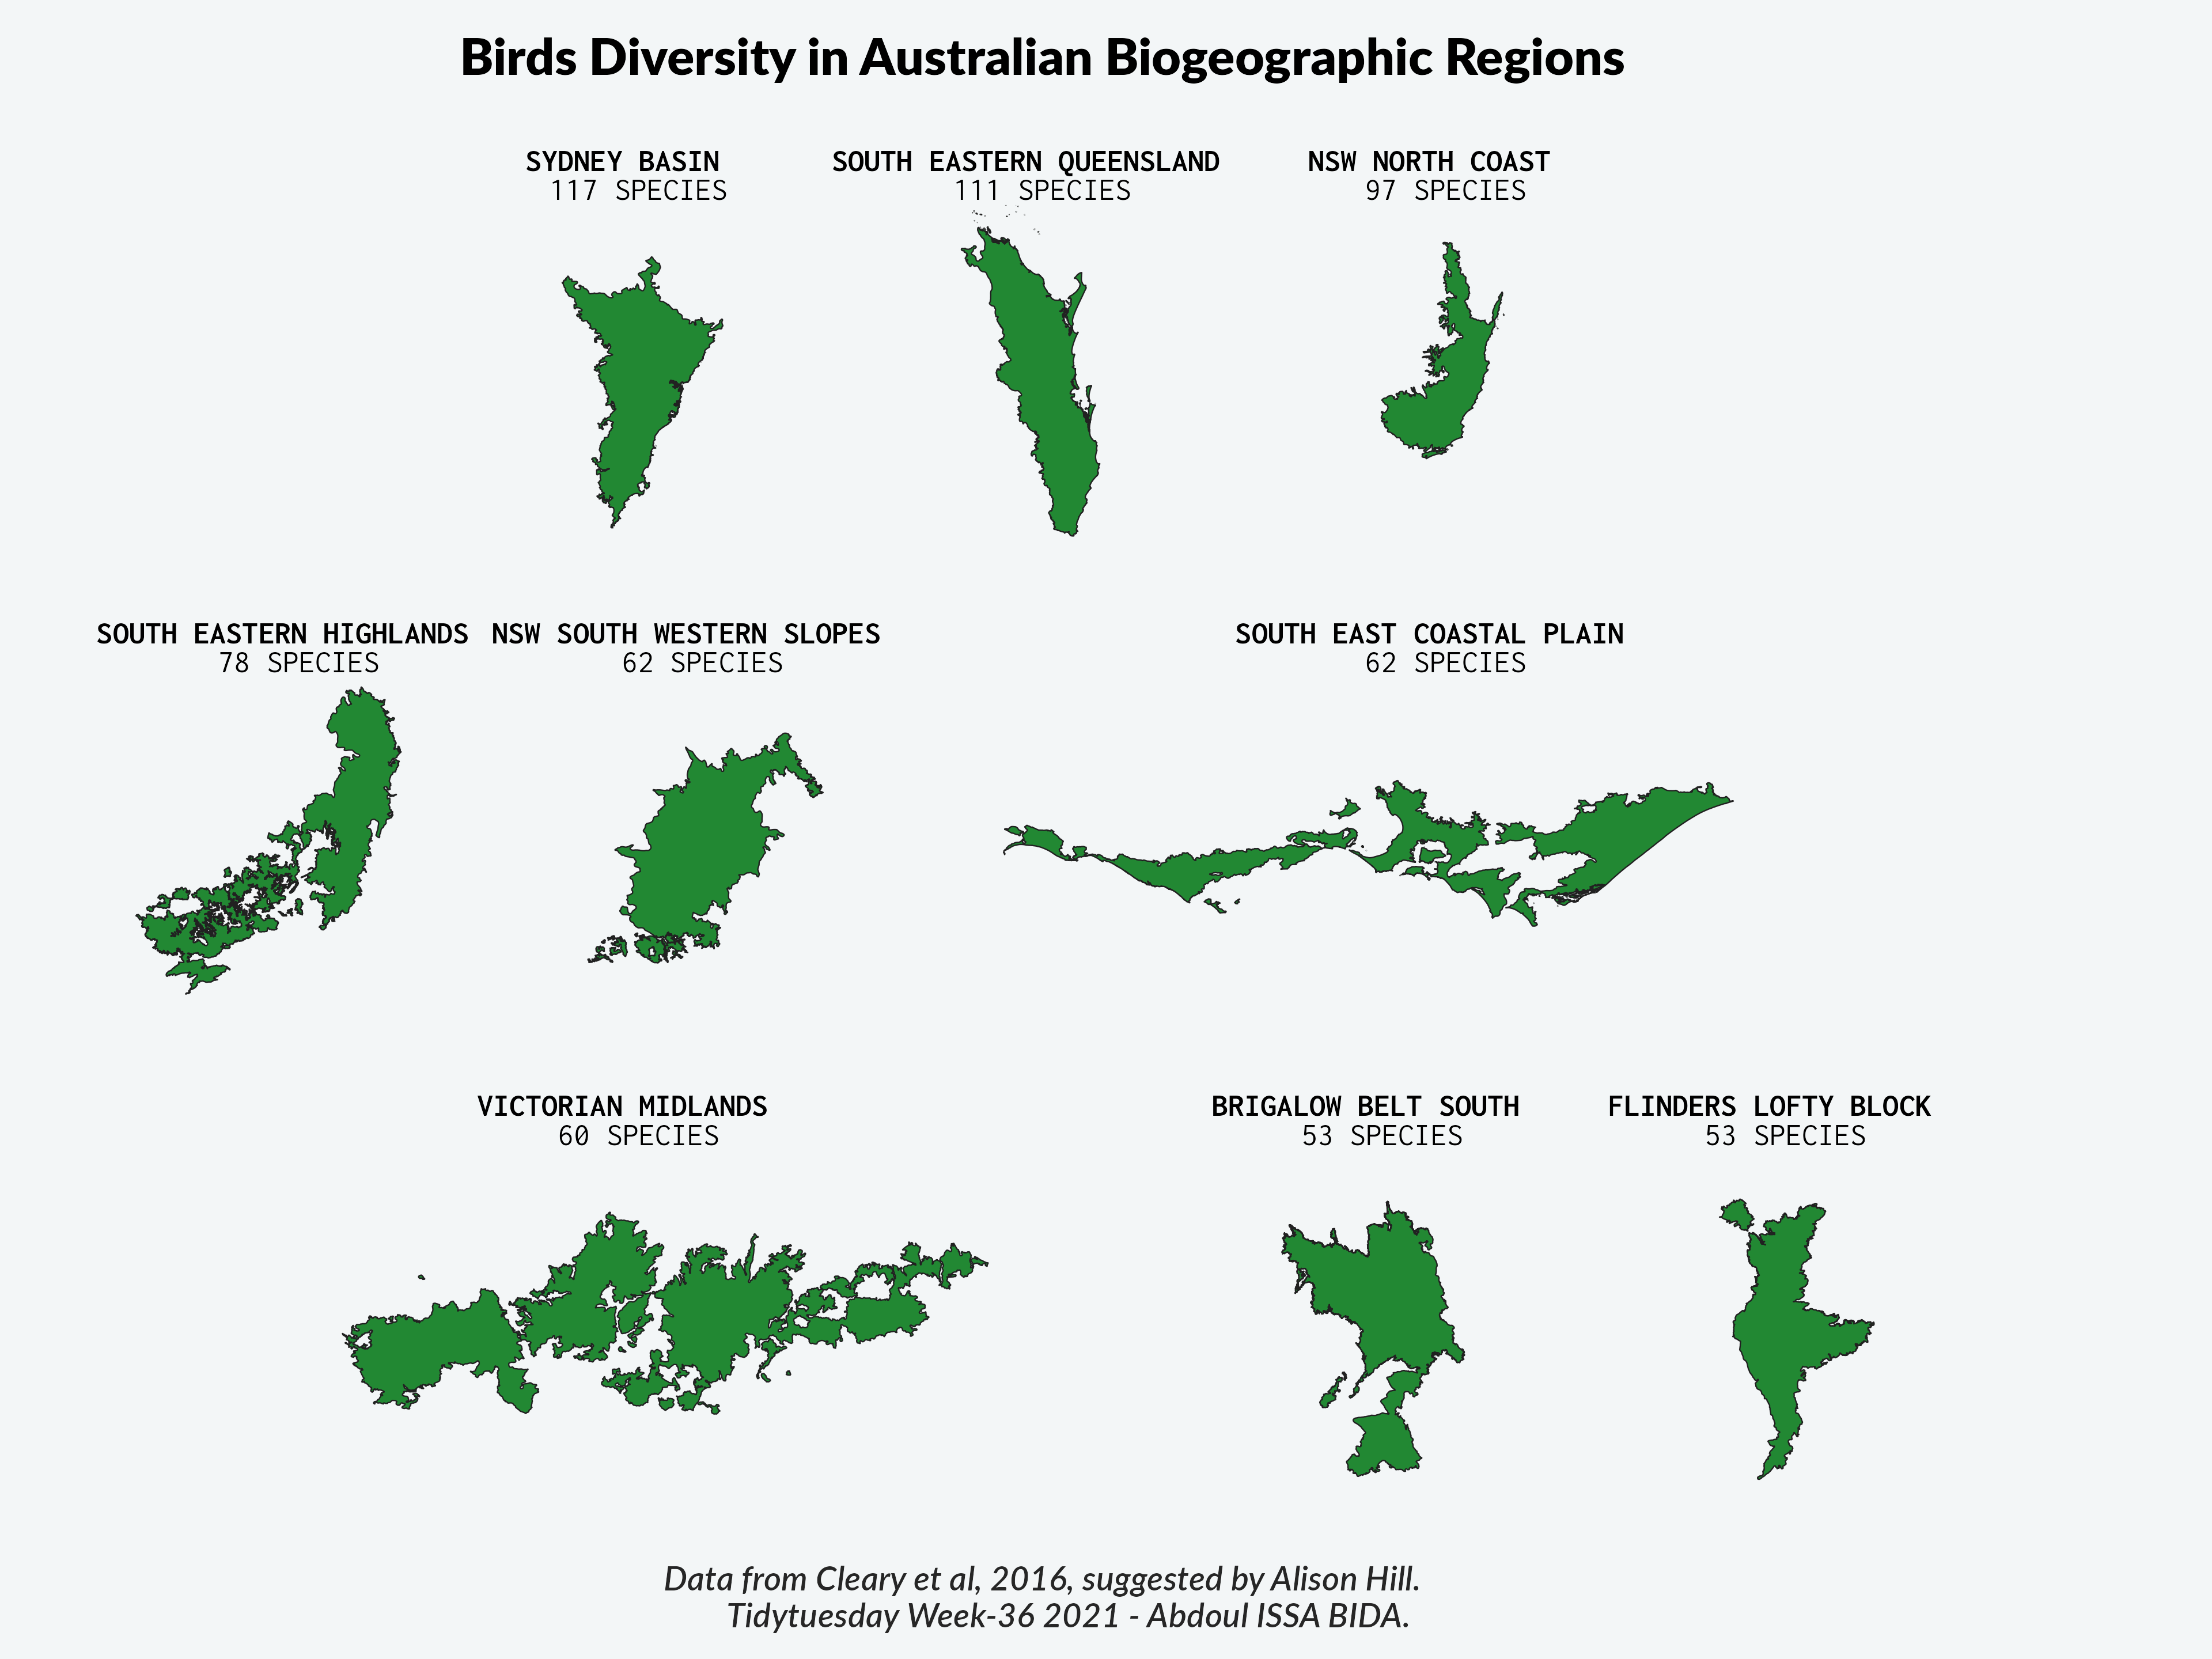 Birds Diversity in Australian Biogeographic Regions
SYDNEY BASIN
117 SPECIES
SOUTH EASTERN QUEENSLAND
111 SPECIES
NSW NORTH COAST
97 SPECIES
SOUTH EASTERN HIGHLANDS
78 SPECIES
NSW SOUTH WESTERN SLOPES
62 SPECIES
SOUTH EAST COASTAL PLAIN
62 SPECIES
VICTORIAN MIDLANDS
60 SPECIES
BRIGALOW BELT SOUTH
53 SPECIES
FLINDERS LOFTY BLOCK
53 SPECIES
Data from Cleary et al, 2016, suggested by Alison Hill.
Tidytuesday Week-36 2021 - Abdoul ISSA BIDA.